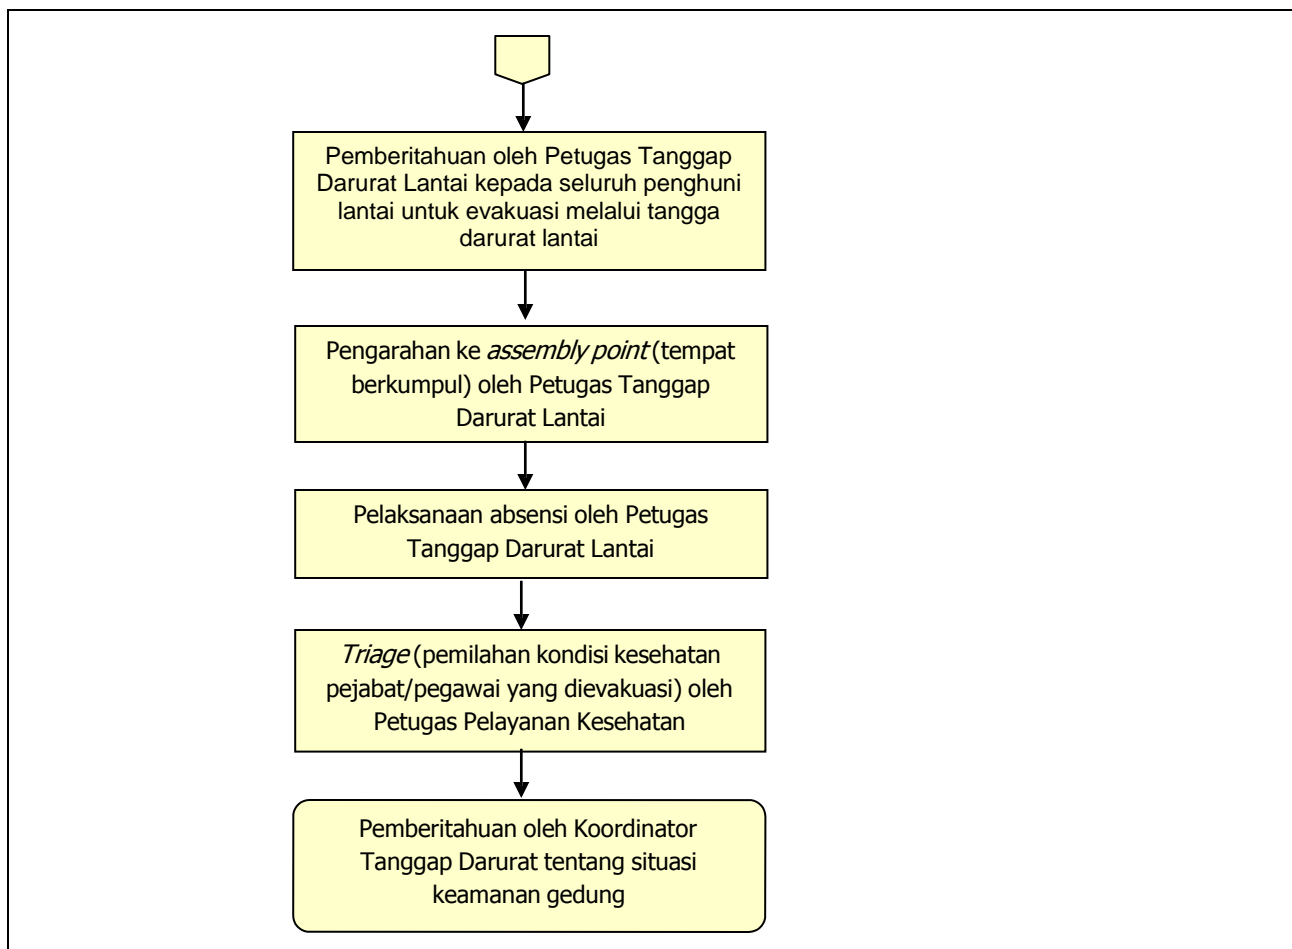 Pemberitahuan oleh Petugas Tanggap
Darurat Lantai kepada seluruh penghuni
lantai untuk evakuasi melalui tangga
darurat lantai
Pengarahan ke assembly point (tempat
berkumpul) oleh Petugas Tanggap
Darurat Lantai
Pelaksanaan absensi oleh Petugas
Tanggap Darurat Lantai
Triage (pemilahan kondisi kesehatan
pejabat/pegawai yang dievakuasi) oleh
Petugas Pelayanan Kesehatan
Pemberitahuan oleh Koordinator
Tanggap Darurat tentang situasi
keamanan gedung